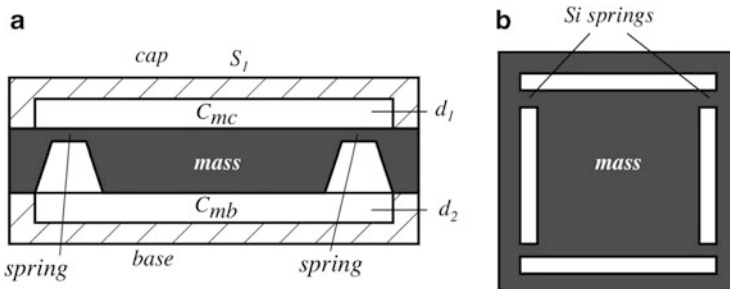 a
cap S1
Cmc
d1
mass
Cmb
d2
spring
base
spring
b
Si springs
mass